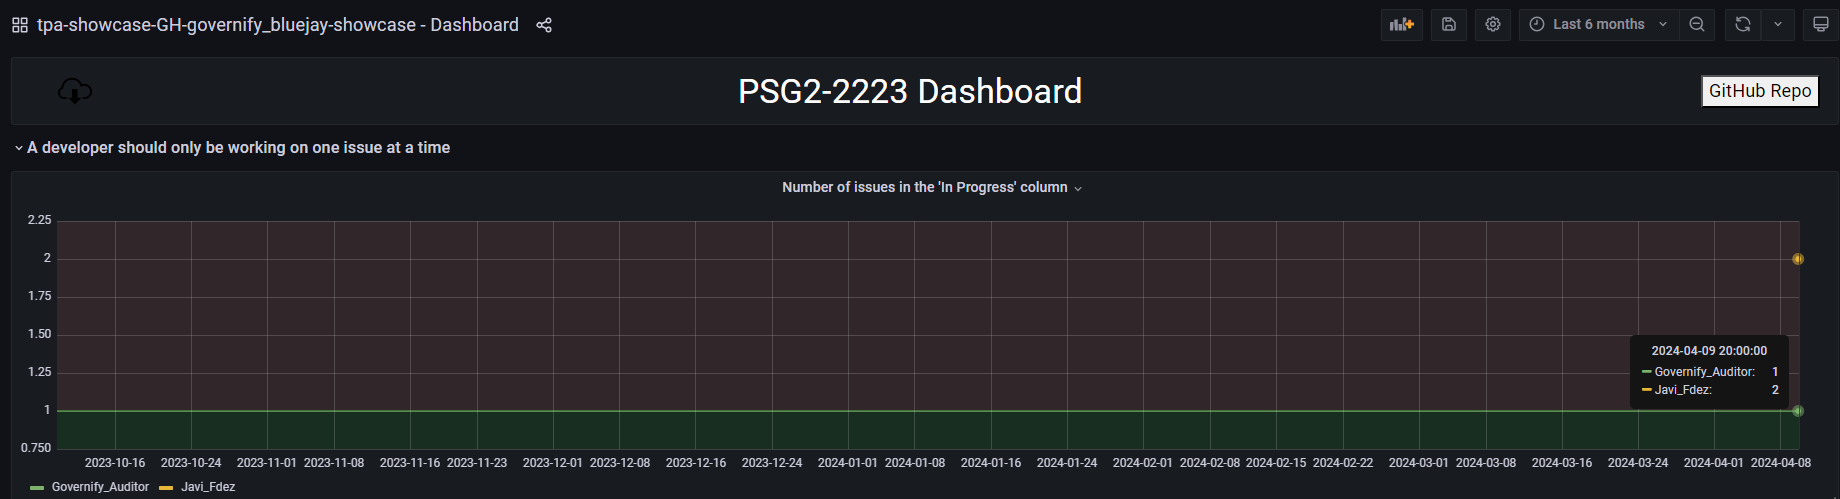 tpa-showcase-GH-governify_bluejay-showcase - Dashboard
Last 6 months
PSG2-2223 Dashboard
GitHub Repo
A developer should only be working on one issue at a time
Number of issues in the 'In Progress' column
2.25
2
1.75
1.50
1.25
1
0.750
2024-04-09 20:00:00
Governify_Auditor: 1
Javi_Fdez: 2
2023-10-16 2023-10-24 2023-11-01 2023-11-08 2023-11-16 2023-11-23 2023-12-01 2023-12-08 2023-12-16 2023-12-24 2024-01-01 2024-01-08 2024-01-16 2024-01-24 2024-02-01 2024-02-08 2024-02-15 2024-02-22 2024-03-01 2024-03-08 2024-03-16 2024-03-24 2024-04-01 2024-04-08
Governify_Auditor Javi_Fdez